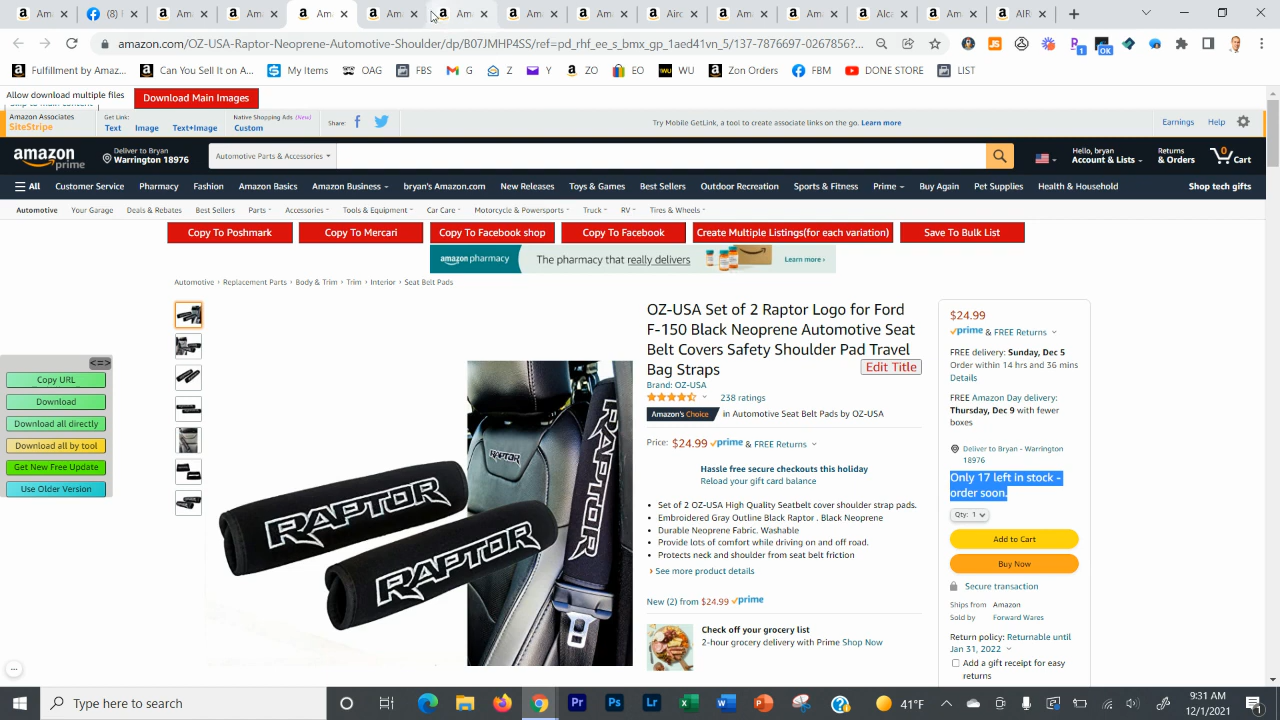 Am
(8)
Am
Am
Am
Am
Am
Am
Airc
Am
Am
Alca
Am
AIR
amazon.com/OZ-USA-Raptor-Neoprene-Automotive-Shoulder/dp/B07JMHP4SS/ref=pd_rhf_ee_s_bmx_gp_1aed41vn_5/137-7876697-0261156?...
Fulfillment by Amaz...
Can You Sell It on A...
My Items
OAG
FBS
G
Z
Y
ZO
EO
WU
Zon Orders
FBM
DONE STORE
LIST
Allow download multiple files
Download Main Images
Amazon Associates
SiteStripe
Get Link:
Text
Image
Text+Image
Native Shopping Ads (New)
Custom
Share:
Try Mobile GetLink, a tool to create associate links on the go. Learn more
Earnings
Help
amazon prime
Deliver to Bryan
Warrington 18976
Automotive Parts & Accessories
Hello, bryan
Account & Lists
Returns
& Orders
0
Cart
All
Customer Service
Pharmacy
Fashion
Amazon Basics
Amazon Business
bryan's Amazon.com
New Releases
Toys & Games
Best Sellers
Outdoor Recreation
Sports & Fitness
Prime
Buy Again
Pet Supplies
Health & Household
Shop tech gifts
Automotive
Your Garage
Deals & Rebates
Best Sellers
Parts
Accessories
Tools & Equipment
Car Care
Motorcycle & Powersports
Truck
RV
Tires & Wheels
Copy To Poshmark
Copy To Mercari
Copy To Facebook shop
Copy To Facebook
Create Multiple Listings(for each variation)
Save To Bulk List
amazon pharmacy
The pharmacy that really delivers
Learn more ›
Automotive › Replacement Parts › Body & Trim › Trim › Interior › Seat Belt Pads
<=>
Copy URL
Download
Download all directly
Download all by tool
Get New Free Update
Use Older Version
RAPTOR
RAPTOR
RAPTOR
RAPTOR
OZ-USA Set of 2 Raptor Logo for Ford
F-150 Black Neoprene Automotive Seat
Belt Covers Safety Shoulder Pad Travel
Bag Straps
Edit Title
Brand: OZ-USA
238 ratings
Amazon's Choice in Automotive Seat Belt Pads by OZ-USA
Price: $24.99 prime & FREE Returns
Hassle free secure checkouts this holiday
Reload your gift card balance
• Set of 2 OZ-USA High Quality Seatbelt cover shoulder strap pads.
• Embroidered Gray Outline Black Raptor . Black Neoprene
• Durable Neoprene Fabric. Washable
• Provide lots of comfort while driving on and off road.
• Protects neck and shoulder from seat belt friction
› See more product details
New (2) from $24.99 prime
Check off your grocery list
2-hour grocery delivery with Prime Shop Now
$24.99
prime & FREE Returns
FREE delivery: Sunday, Dec 5
Order within 14 hrs and 36 mins
Details
FREE Amazon Day delivery:
Thursday, Dec 9 with fewer
boxes
Deliver to Bryan - Warrington
18976
Only 17 left in stock -
order soon.
Qty: 1
Add to Cart
Buy Now
Secure transaction
Ships from Amazon
Sold by Forward Wares
Return policy: Returnable until
Jan 31, 2022
Add a gift receipt for easy
returns
Type here to search
41°F
9:31 AM
12/1/2021